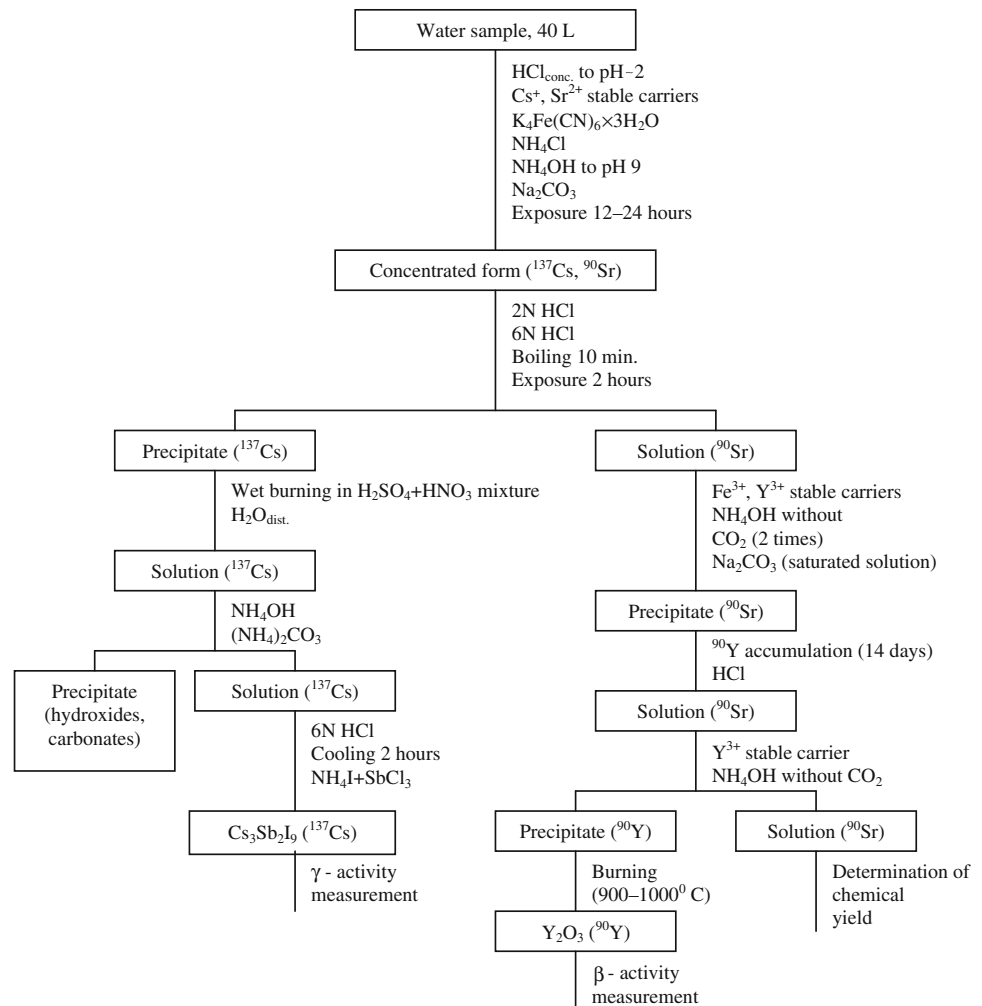 Water sample, 40 L
HCl conc. to pH-2
Cs⁺, Sr²⁺ stable carriers
K₄Fe(CN)₆×3H₂O
NH₄Cl
NH₄OH to pH 9
Na₂CO₃
Exposure 12–24 hours
Concentrated form (¹³⁷Cs, ⁹⁰Sr)
2N HCl
6N HCl
Boiling 10 min.
Exposure 2 hours
Precipitate (¹³⁷Cs)
Wet burning in H₂SO₄+HNO₃ mixture
H₂O dist.
Solution (¹³⁷Cs)
NH₄OH
(NH₄)₂CO₃
Precipitate
(hydroxides,
carbonates)
Solution (¹³⁷Cs)
6N HCl
Cooling 2 hours
NH₄I+SbCl₃
Cs₃Sb₂I₉ (¹³⁷Cs)
γ - activity
measurement
Solution (⁹⁰Sr)
Fe³⁺, Y³⁺ stable carriers
NH₄OH without
CO₂ (2 times)
Na₂CO₃ (saturated solution)
Precipitate (⁹⁰Sr)
⁹⁰Y accumulation (14 days)
HCl
Solution (⁹⁰Sr)
Y³⁺ stable carrier
NH₄OH without CO₂
Precipitate (⁹⁰Y)
Burning
(900–1000⁰ C)
Y₂O₃ (⁹⁰Y)
β - activity
measurement
Solution (⁹⁰Sr)
Determination of
chemical
yield